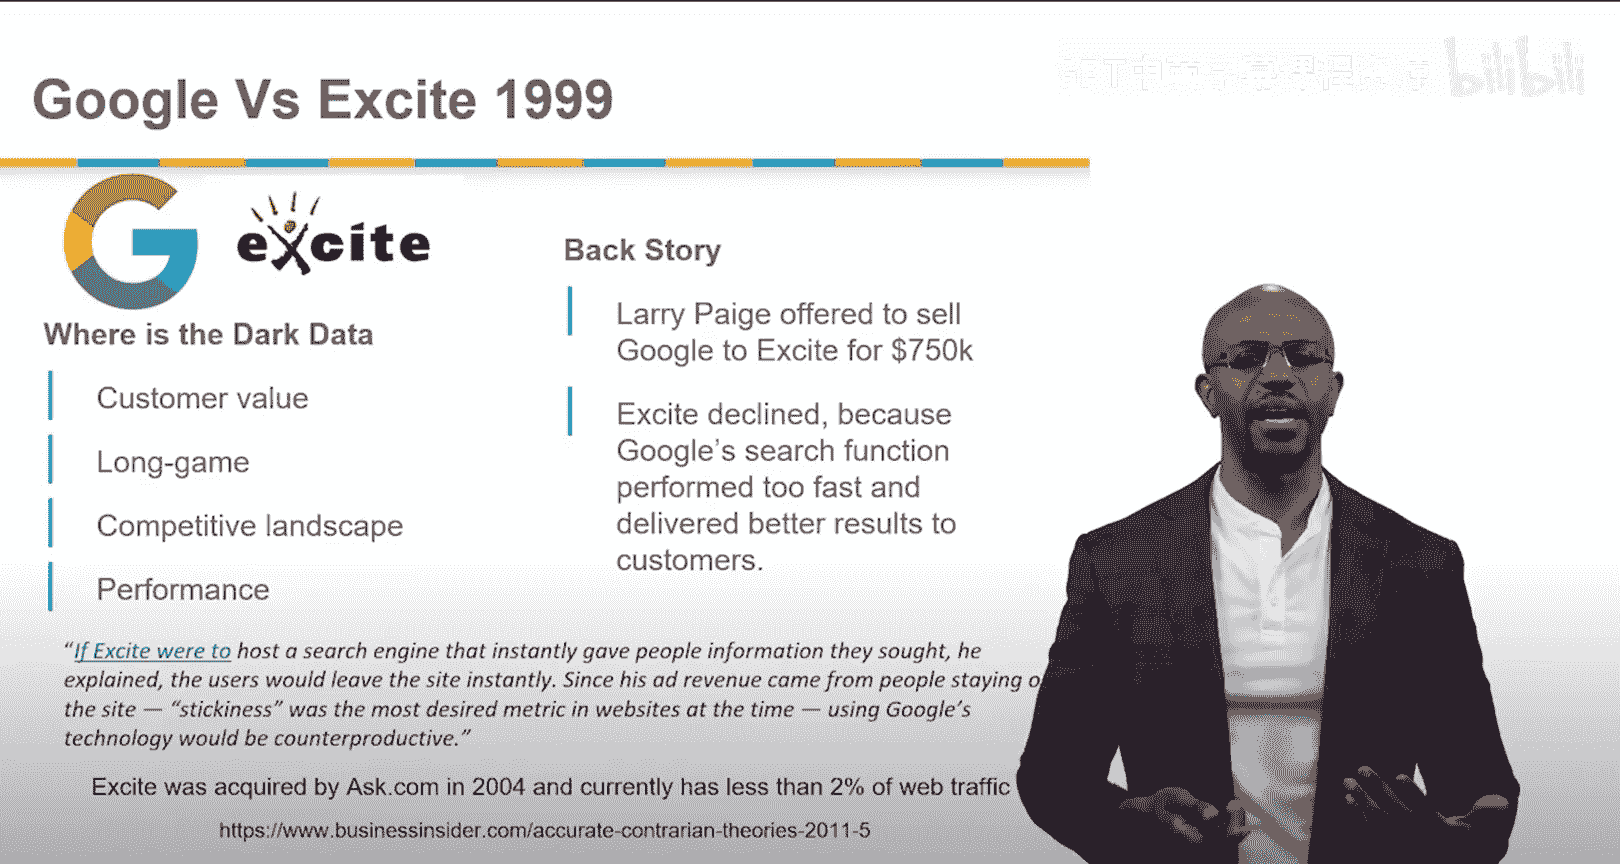 Google Vs Excite 1999
bilibili
excite
Where is the Dark Data
Customer value
Long-game
Competitive landscape
Performance
Back Story
Larry Paige offered to sell
Google to Excite for $750k
Excite declined, because
Google's search function
performed too fast and
delivered better results to
customers.
"If Excite were to host a search engine that instantly gave people information they sought, he
explained, the users would leave the site instantly. Since his ad revenue came from people staying
the site — "stickiness" was the most desired metric in websites at the time — using Google's
technology would be counterproductive."
Excite was acquired by Ask.com in 2004 and currently has less than 2% of web traffic
https://www.businessinsider.com/accurate-contrarian-theories-2011-5